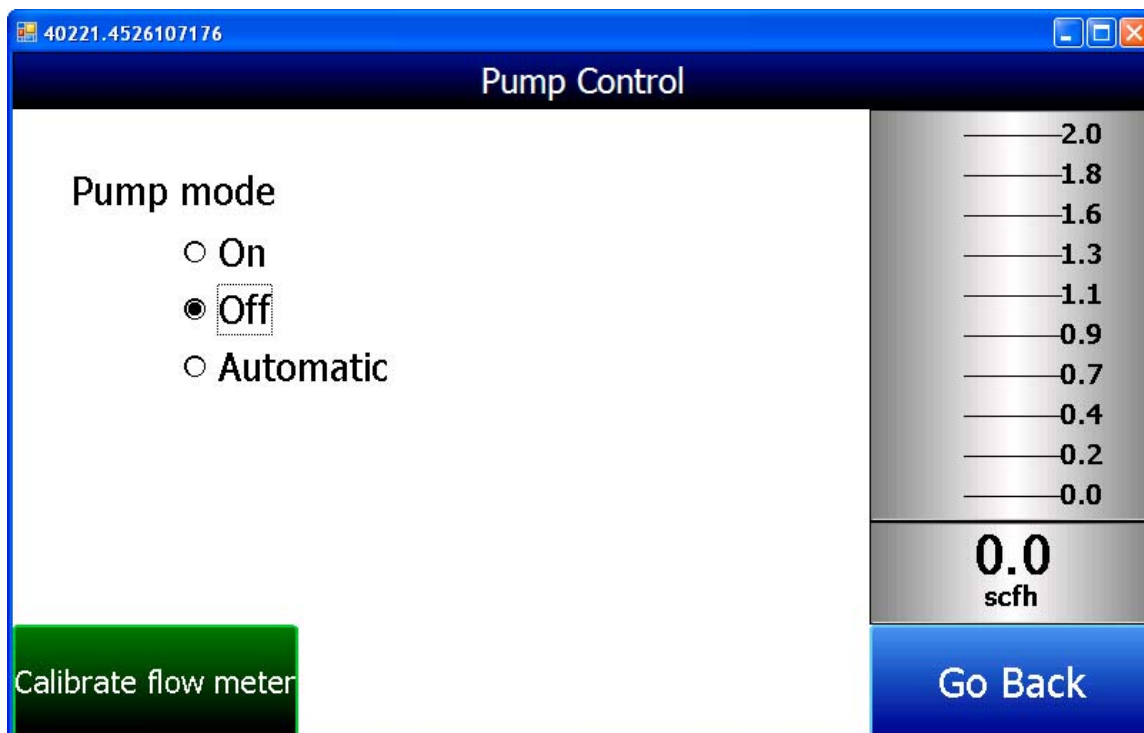 40221.4526107176
Pump Control
Pump mode
On
Off
Automatic
2.0
1.8
1.6
1.3
1.1
0.9
0.7
0.4
0.2
0.0
0.0
scfh
Calibrate flow meter
Go Back